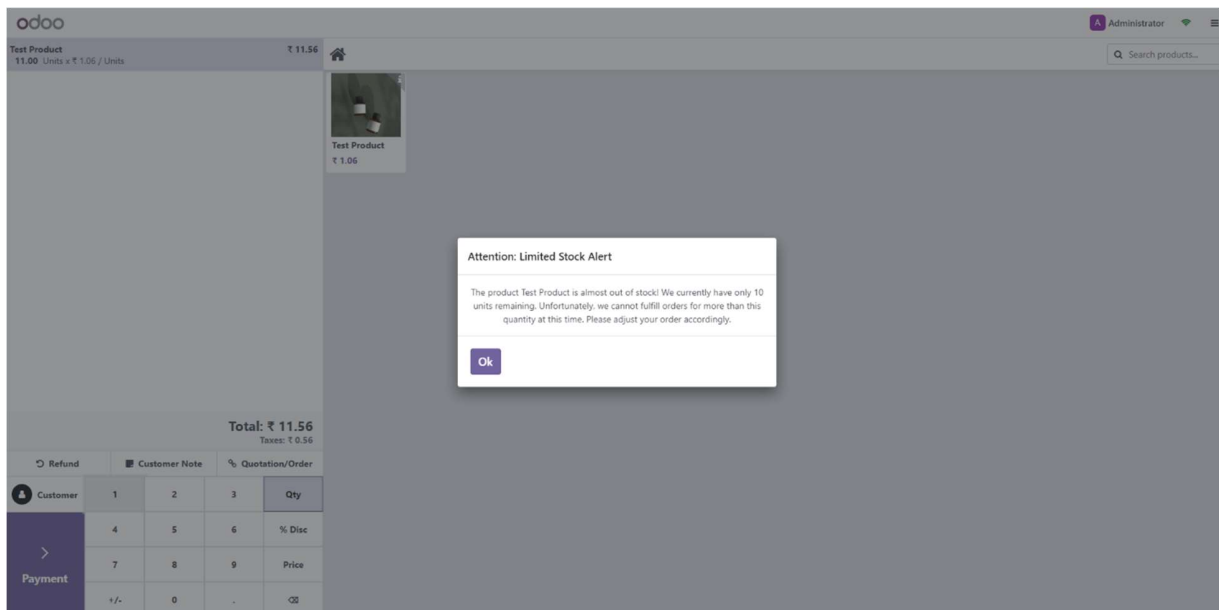 odoo
A Administrator
Test Product ₹ 11.56
11.00 Units x ₹ 1.06 / Units
Search products...
Test Product
₹ 1.06
Attention: Limited Stock Alert
The product Test Product is almost out of stock! We currently have only 10
units remaining. Unfortunately, we cannot fulfill orders for more than this
quantity at this time. Please adjust your order accordingly.
Ok
Total: ₹ 11.56
Taxes: ₹ 0.56
Refund Customer Note Quotation/Order
Customer 1 2 3 Qty
4 5 6 % Disc
Payment 7 8 9 Price
+/- 0 .